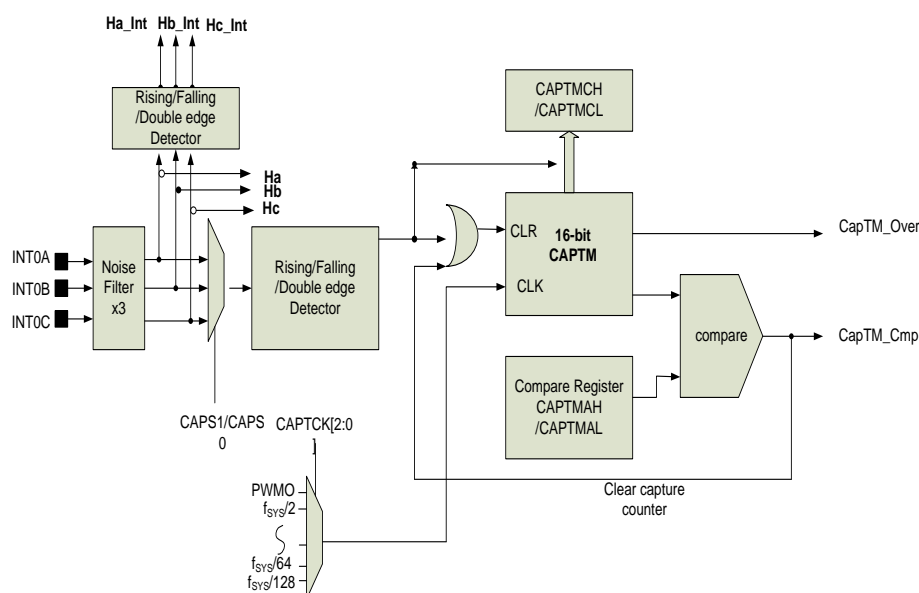 Ha_Int
Hb_Int
Hc_Int
Rising/Falling
/Double edge
Detector
CAPTMCH
/CAPTMCL
Ha
Hb
Hc
INT0A
INT0B
INT0C
Noise
Filter
x3
Rising/Falling
/Double edge
Detector
CLR
16-bit
CAPTM
CLK
CapTM_Over
compare
CapTM_Cmp
Compare Register
CAPTMAH
/CAPTMAL
CAPS1/CAPS
0
CAPTCK[2:0
]
Clear capture
counter
PWMO
fSYS/2
fSYS/64
fSYS/128